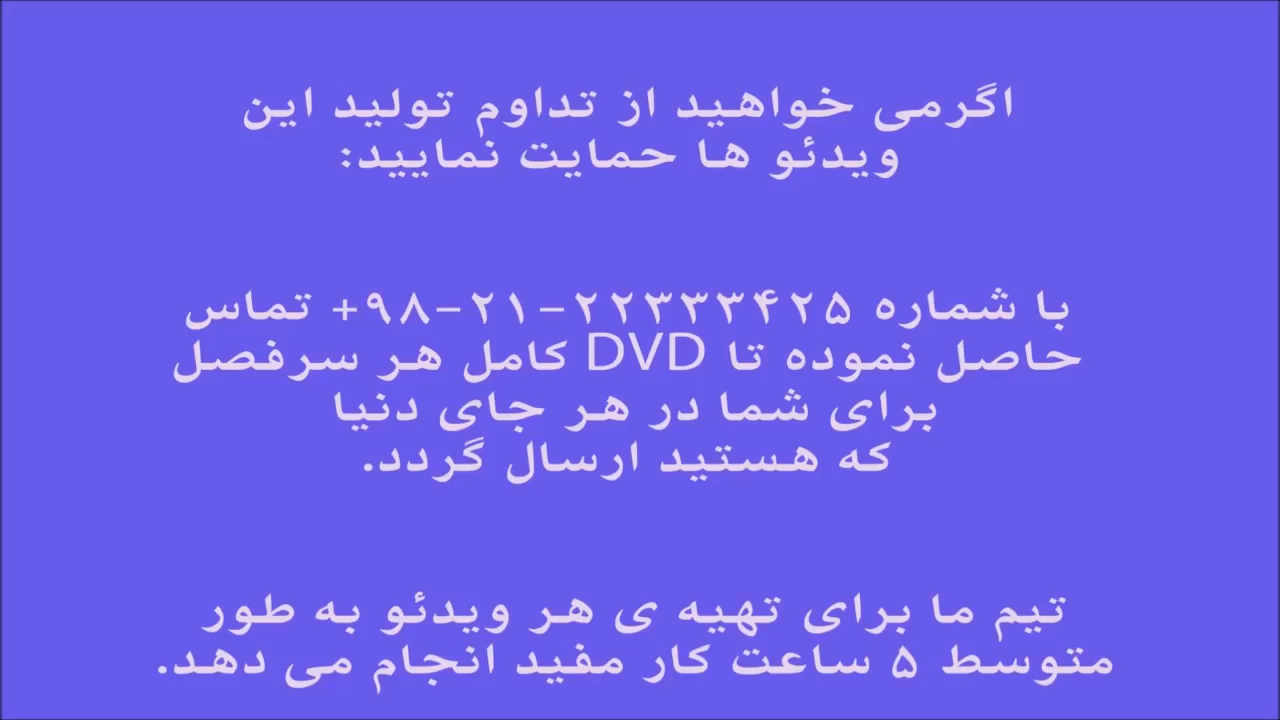 اگرمی خواهید از تداوم تولید این
ویدئو ها حمایت نمایید:
با شماره ۲۲۳۳۳۴۲۵-۲۱-۹۸+ تماس
حاصل نموده تا DVD کامل هر سرفصل
برای شما در هر جای دنیا
که هستید ارسال گردد.
تیم ما برای تهیه ی هر ویدئو به طور
متوسط ۵ ساعت کار مفید انجام می دهد.